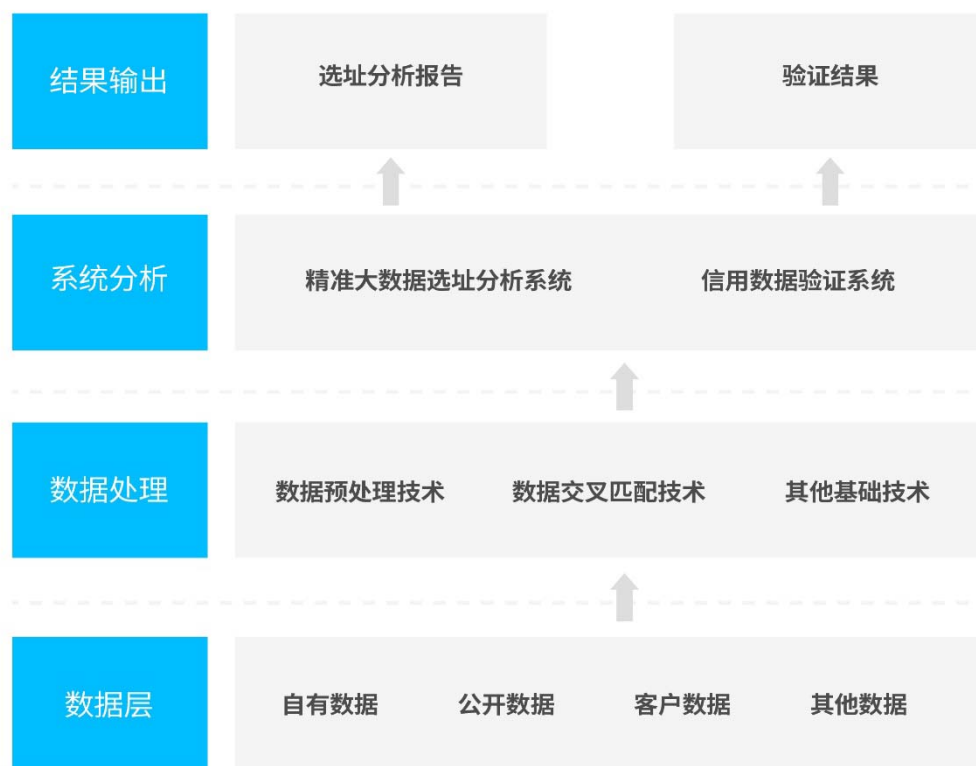 结果输出
选址分析报告
验证结果
系统分析
精准大数据选址分析系统
信用数据验证系统
数据处理
数据预处理技术
数据交叉匹配技术
其他基础技术
数据层
自有数据
公开数据
客户数据
其他数据